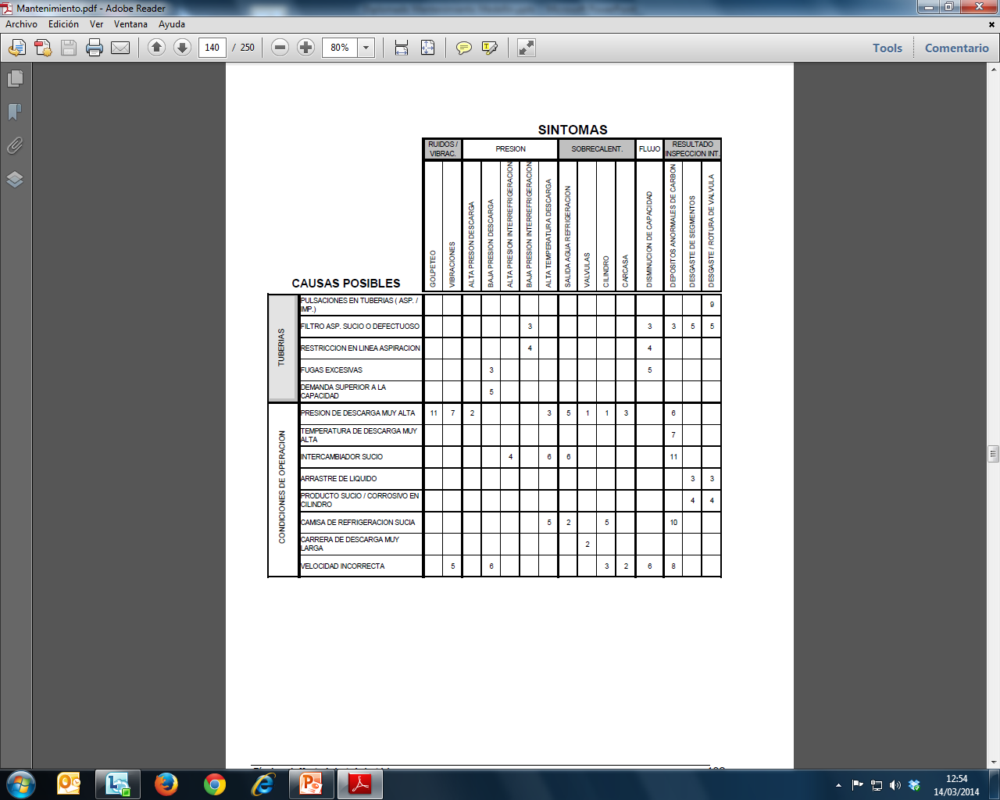 Mantenimiento.pdf - Adobe Reader
Archivo Edición Ver Ventana Ayuda
140 / 250 80% Tools Comentario
SINTOMAS
RUIDOS / VIBRAC.
PRESION
SOBRECALENT.
FLUJO
RESULTADO INSPECCION INT.
GOLPETEO
VIBRACIONES
ALTA PRESON DESCARGA
BAJA PRESION DESCARGA
ALTA PRESION INTERREFRIGERACION
BAJA PRESION INTERREFRIGERACION
ALTA TEMPERATURA DESCARGA
SALIDA AGUA REFRIGERACION
VALVULAS
CILINDRO
CARCASA
DISMINUCION DE CAPACIDAD
DEPOSITOS ANORMALES DE CARBON
DESGASTE DE SEGMENTOS
DESGASTE / ROTURA DE VALVULA
CAUSAS POSIBLES
TUBERIAS
PULSACIONES EN TUBERIAS ( ASP. /
IMP.) 9
FILTRO ASP. SUCIO O DEFECTUOSO 3 3 3 5 5
RESTRICCION EN LINEA ASPIRACION 4 4
FUGAS EXCESIVAS 3 5
DEMANDA SUPERIOR A LA
CAPACIDAD 5
CONDICIONES DE OPERACION
PRESION DE DESCARGA MUY ALTA 11 7 2 3 5 1 1 3 6
TEMPERATURA DE DESCARGA MUY
ALTA 7
INTERCAMBIADOR SUCIO 4 6 6 11
ARRASTRE DE LIQUIDO 3 3
PRODUCTO SUCIO / CORROSIVO EN
CILINDRO 4 4
CAMISA DE REFRIGERACION SUCIA 5 2 5 10
CARRERA DE DESCARGA MUY
LARGA 2
VELOCIDAD INCORRECTA 5 6 3 2 6 8
12:54
14/03/2014